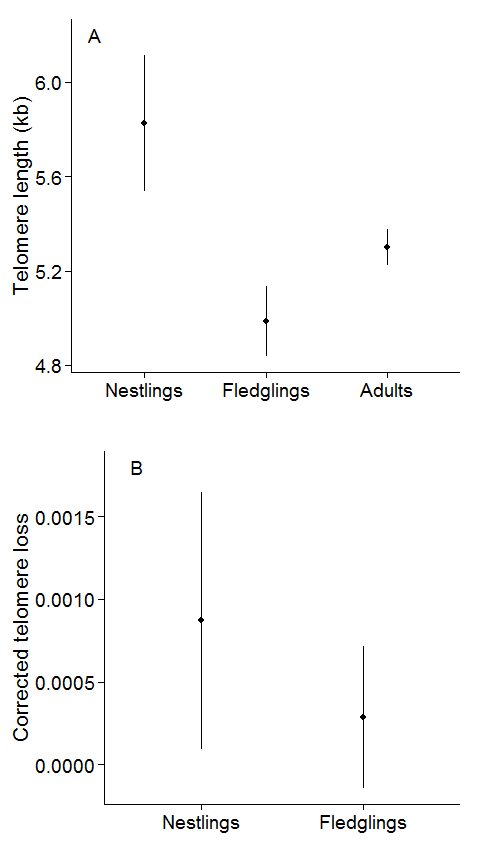 A
Telomere length (kb)
6.0
5.6
5.2
4.8
Nestlings Fledglings Adults
B
Corrected telomere loss
0.0015
0.0010
0.0005
0.0000
Nestlings Fledglings